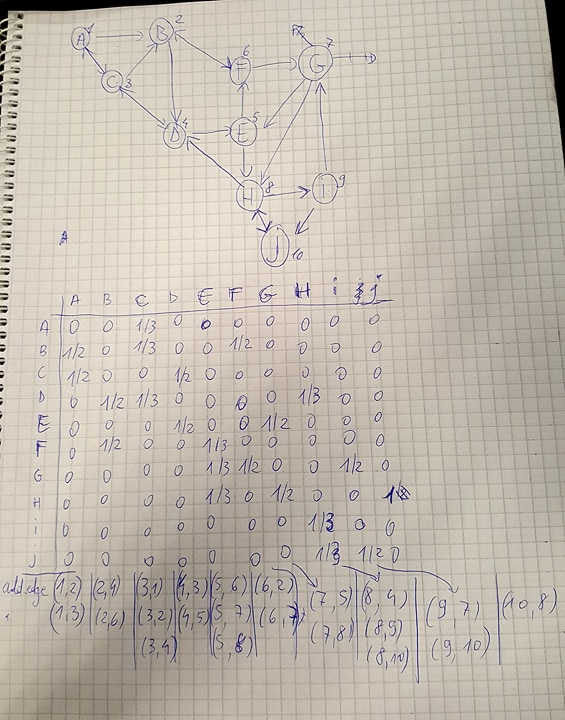 A 1 B 2
F 6 G 7
C 3
D 4 E 5
H 8 i 9
A
J 10
A B C D E F G H i j
A 0 0 1/3 0 0 0 0 0 0 0
B 1/2 0 1/3 0 0 1/2 0 0 0 0
C 1/2 0 0 1/2 0 0 0 0 0 0
D 0 1/2 1/3 0 0 0 0 1/3 0 0
E 0 0 0 1/2 0 0 1/2 0 0 0
F 0 1/2 0 0 1/3 0 0 0 0 0
G 0 0 0 0 1/3 1/2 0 0 1/2 0
H 0 0 0 0 1/3 0 1/2 0 0 1
i 0 0 0 0 0 0 0 1/3 0 0
J 0 0 0 0 0 0 0 1/3 1/2 0
add edge (1,2) (2,4) (3,1) (4,3) (5,6) (6,2) (7,5) (8,4) (9,7) (10,8)
(1,3) (2,6) (3,2) (4,5) (5,7) (6,7) (7,8) (8,9) (9,10)
(3,4) (5,8) (8,10)